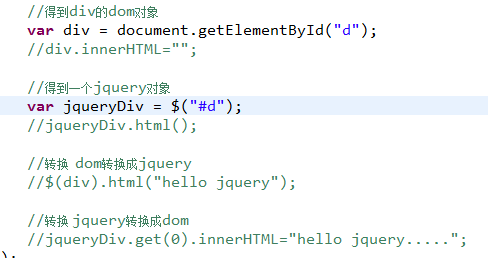 //得到div的dom对象
var div = document.getElementById("d");
//div.innerHTML="";
//得到一个jquery对象
var jqueryDiv = $("#d");
//jqueryDiv.html();
//转换 dom转换成jquery
//$(div).html("hello jquery");
//转换 jquery转换成dom
//jqueryDiv.get(0).innerHTML="hello jquery.....";